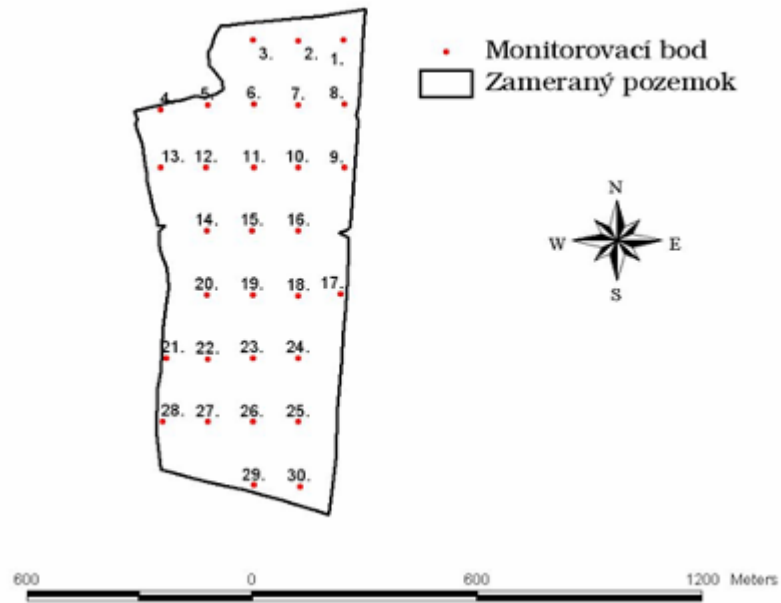 3. 2. 1.
Monitorovací bod
Zameraný pozemok
4. 5. 6. 7. 8.
13. 12. 11. 10. 9.
14. 15. 16.
N
W E
S
20. 19. 18. 17.
21. 22. 23. 24.
28. 27. 26. 25.
29. 30.
600 0 600 1200 Meters